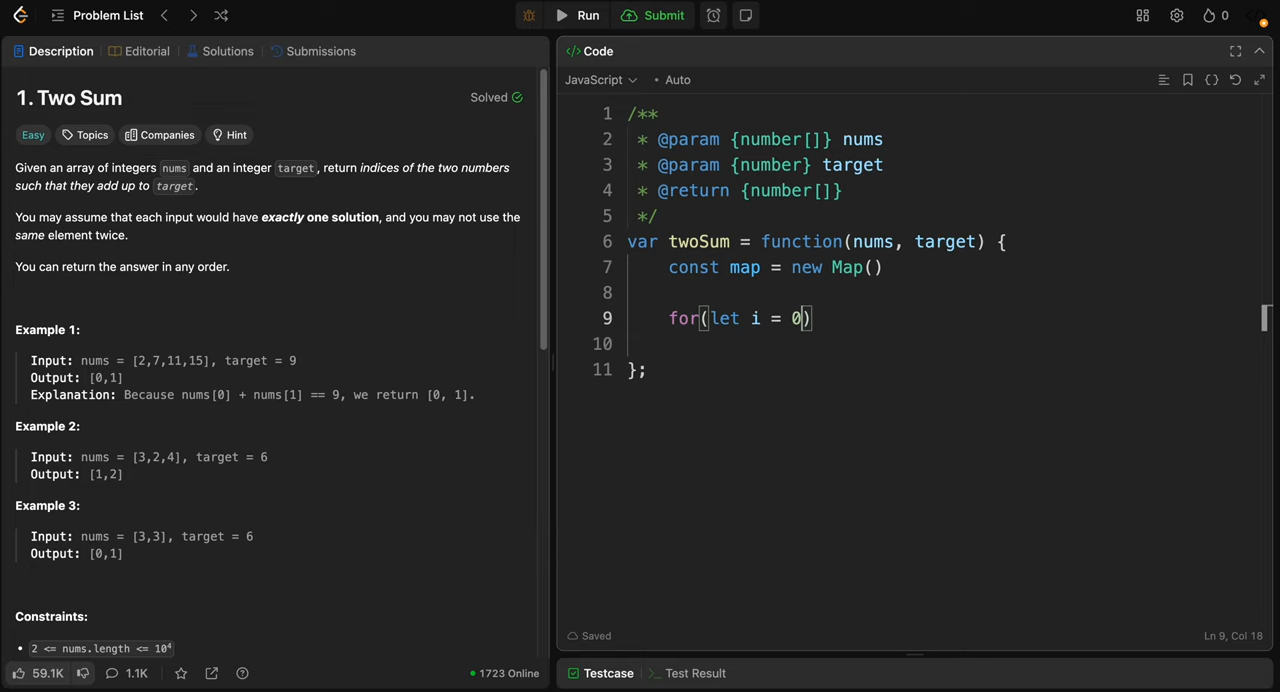 Problem List
Run
Submit
0
Description
Editorial
Solutions
Submissions
1. Two Sum
Solved
Easy
Topics
Companies
Hint
Given an array of integers nums and an integer target, return indices of the two numbers
such that they add up to target.
You may assume that each input would have exactly one solution, and you may not use the
same element twice.
You can return the answer in any order.
Example 1:
Input: nums = [2,7,11,15], target = 9
Output: [0,1]
Explanation: Because nums[0] + nums[1] == 9, we return [0, 1].
Example 2:
Input: nums = [3,2,4], target = 6
Output: [1,2]
Example 3:
Input: nums = [3,3], target = 6
Output: [0,1]
Constraints:
• 2 <= nums.length <= 10⁴
59.1K
1.1K
1723 Online
</> Code
JavaScript
• Auto
1 /**
2 * @param {number[]} nums
3 * @param {number} target
4 * @return {number[]}
5 */
6 var twoSum = function(nums, target) {
7 const map = new Map()
8
9 for(let i = 0)
10
11 };
Saved
Ln 9, Col 18
Testcase
>_ Test Result